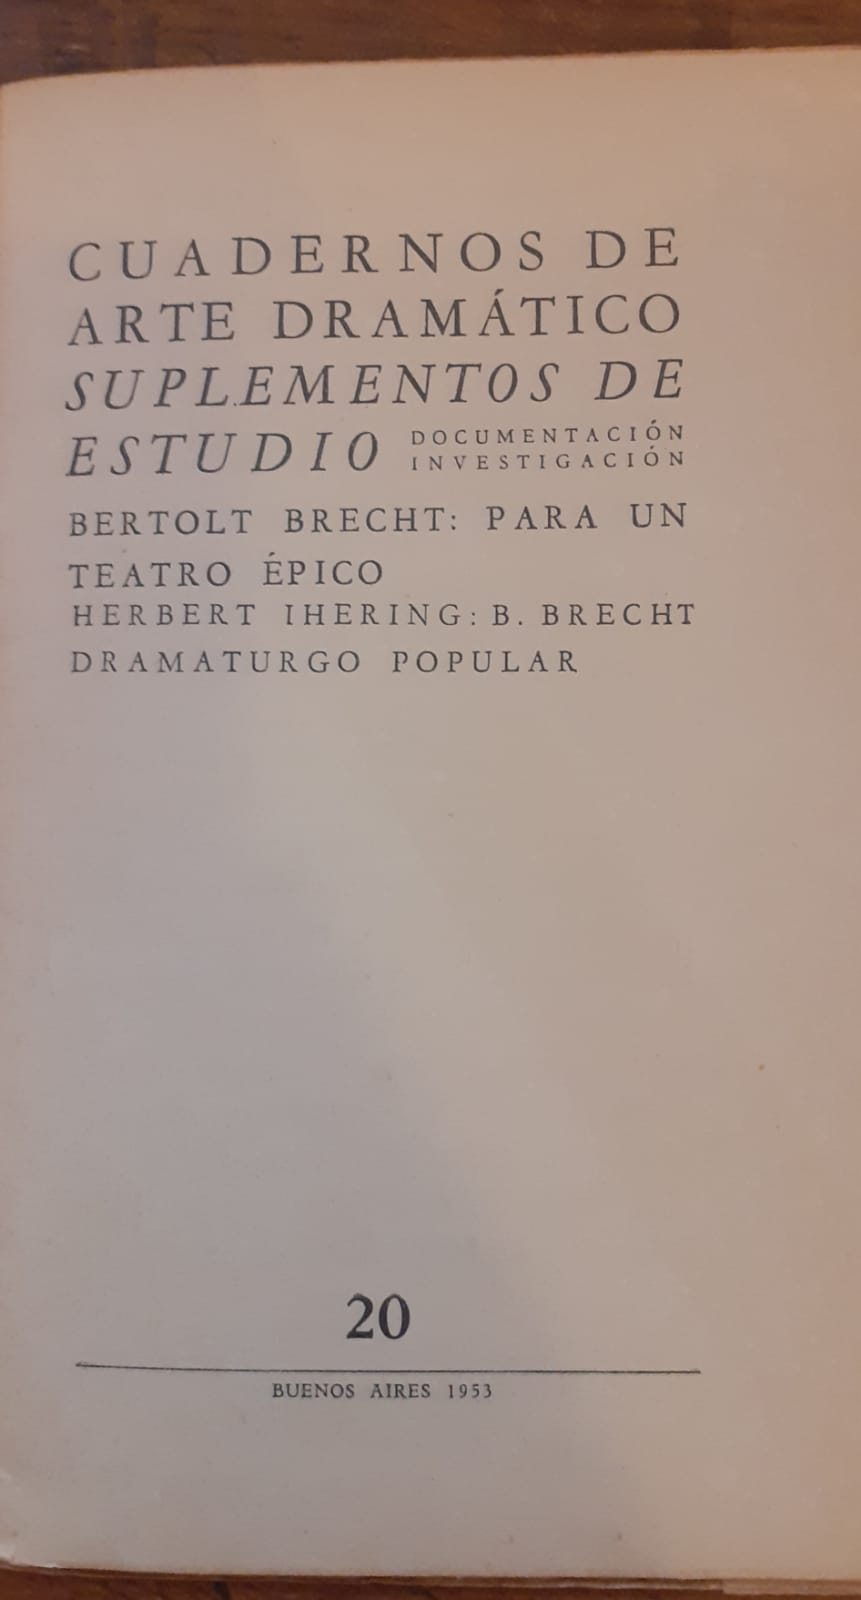 CUADERNOS DE
ARTE DRAMÁTICO
SUPLEMENTOS DE
ESTUDIO DOCUMENTACIÓN
INVESTIGACIÓN
BERTOLT BRECHT: PARA UN
TEATRO ÉPICO
HERBERT IHERING: B. BRECHT
DRAMATURGO POPULAR
20
BUENOS AIRES 1953